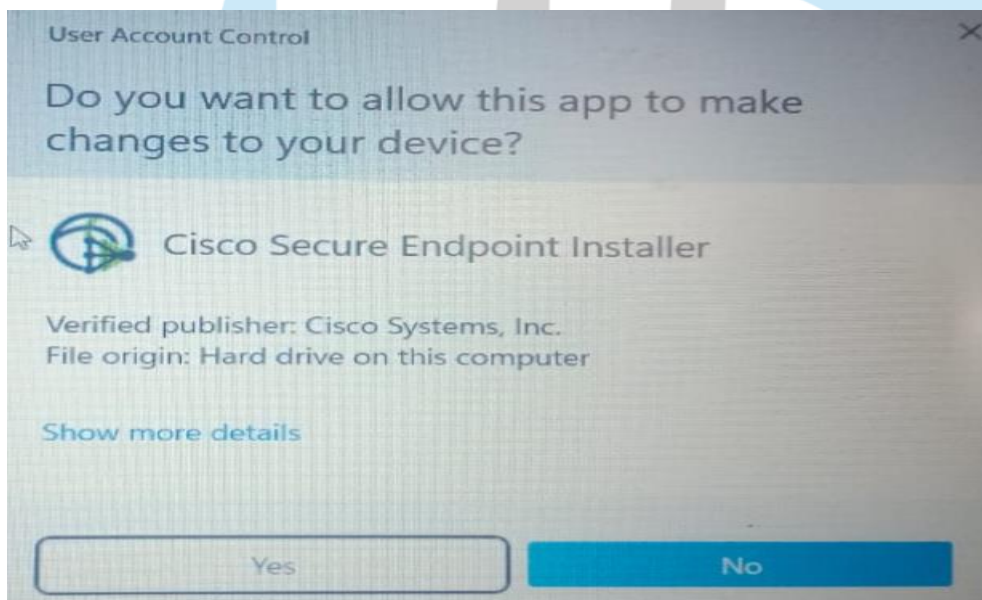 User Account Control
Do you want to allow this app to make
changes to your device?
Cisco Secure Endpoint Installer
Verified publisher: Cisco Systems, Inc.
File origin: Hard drive on this computer
Show more details
Yes
No